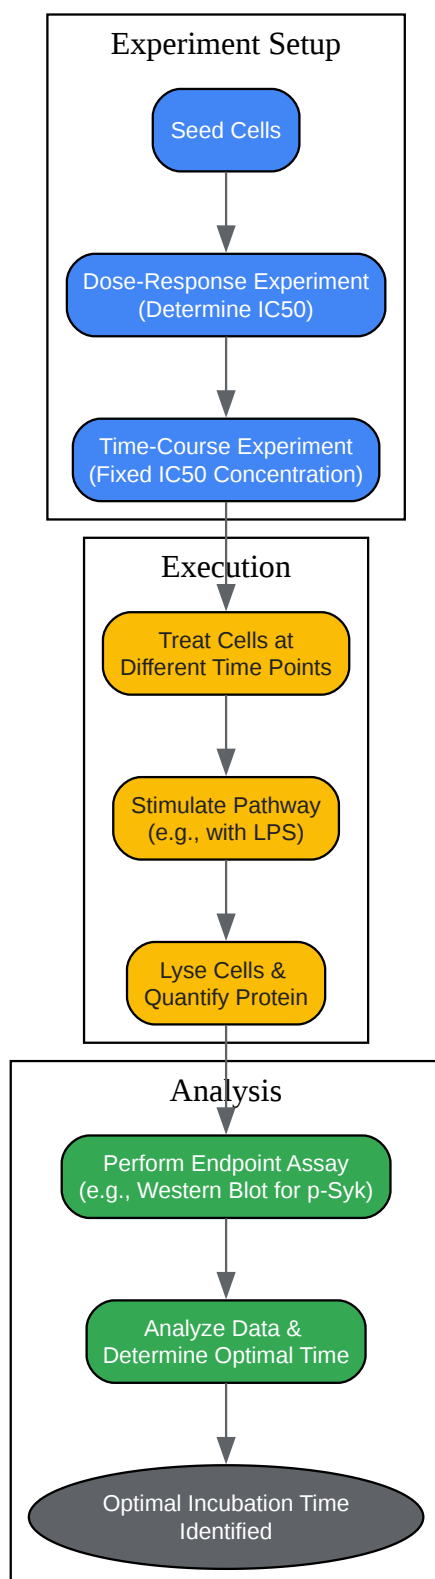 Experiment Setup
Seed Cells
Dose-Response Experiment
(Determine IC50)
Time-Course Experiment
(Fixed IC50 Concentration)
Execution
Treat Cells at
Different Time Points
Stimulate Pathway
(e.g., with LPS)
Lyse Cells &
Quantify Protein
Analysis
Perform Endpoint Assay
(e.g., Western Blot for p-Syk)
Analyze Data &
Determine Optimal Time
Optimal Incubation Time
Identified